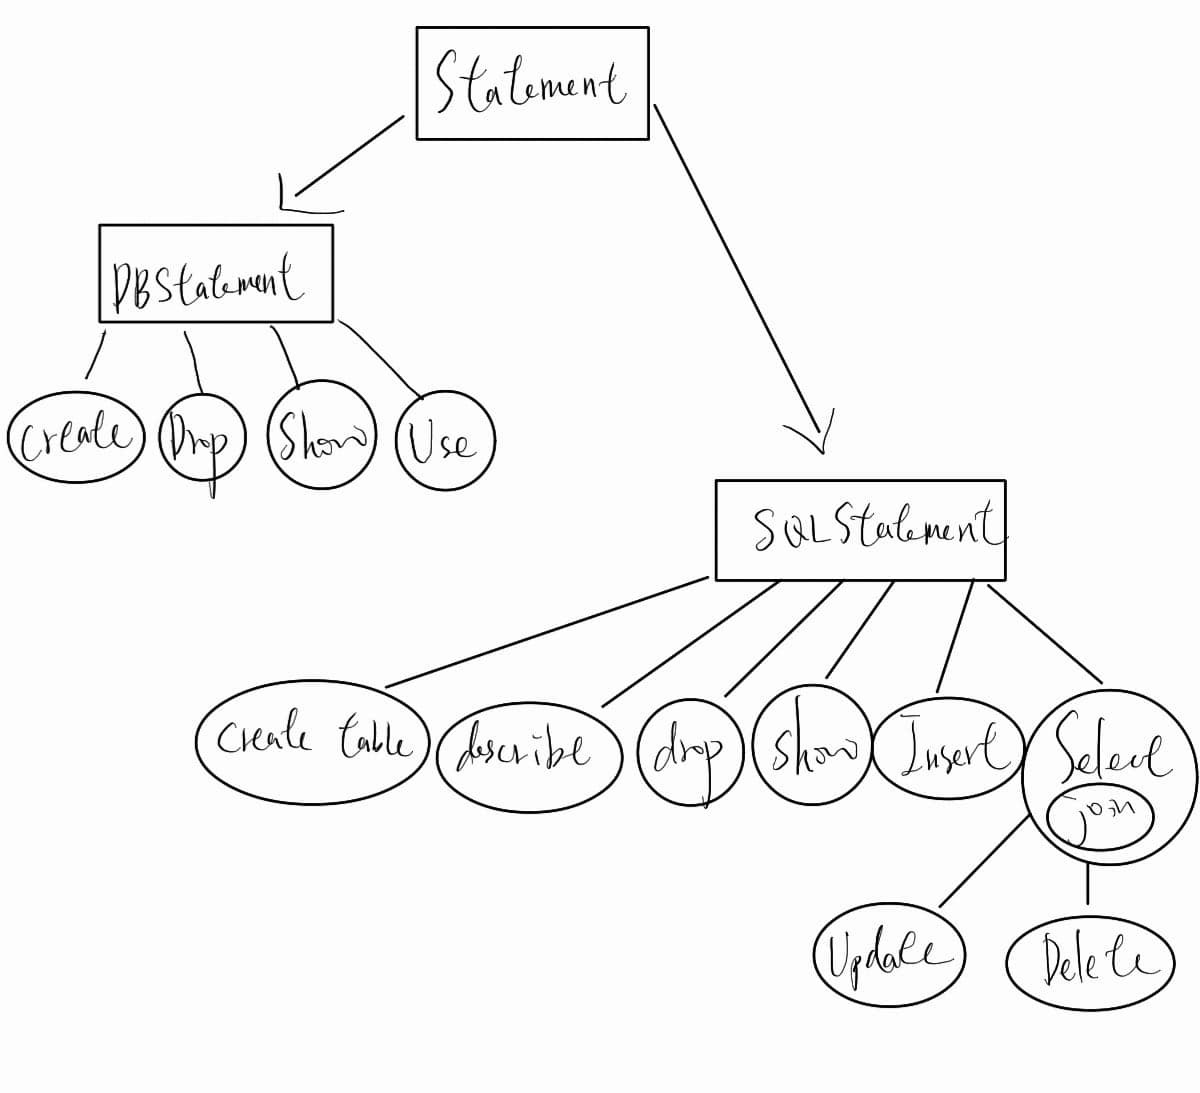 Statement
DBStatement
Create
Drop
Show
Use
SQLStatement
Create table
describe
drop
Show
Insert
Select
join
Update
Delete